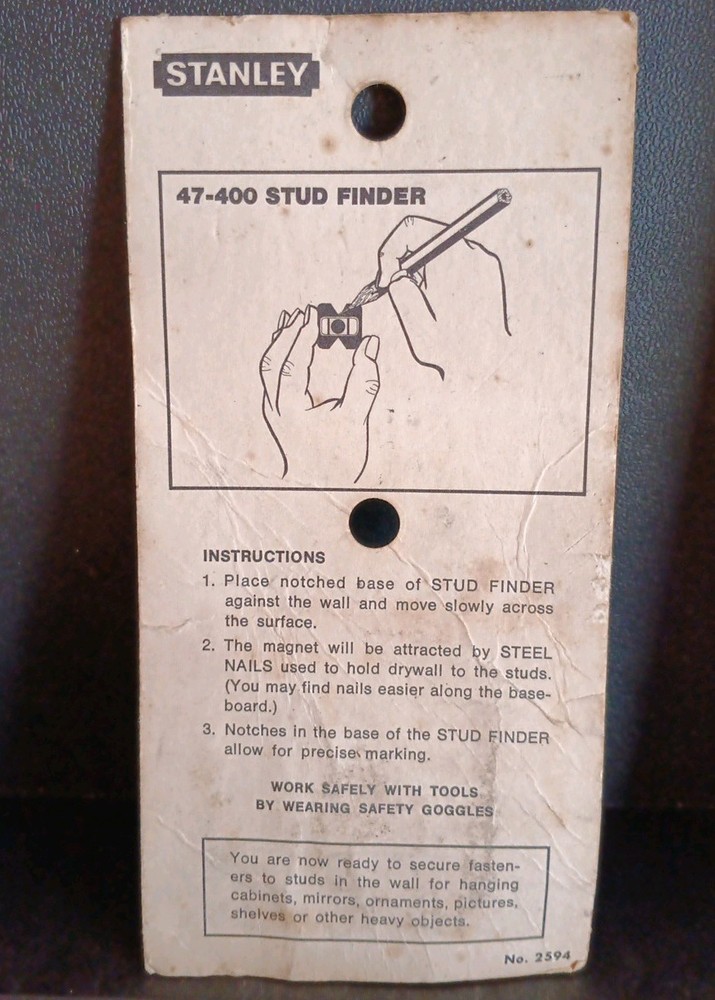 STANLEY
47-400 STUD FINDER
INSTRUCTIONS
1. Place notched base of STUD FINDER
against the wall and move slowly across
the surface.
2. The magnet will be attracted by STEEL
NAILS used to hold drywall to the studs.
(You may find nails easier along the base-
board.)
3. Notches in the base of the STUD FINDER
allow for precise marking.
WORK SAFELY WITH TOOLS
BY WEARING SAFETY GOGGLES
You are now ready to secure fasten-
ers to studs in the wall for hanging
cabinets, mirrors, ornaments, pictures,
shelves or other heavy objects.
No. 2594